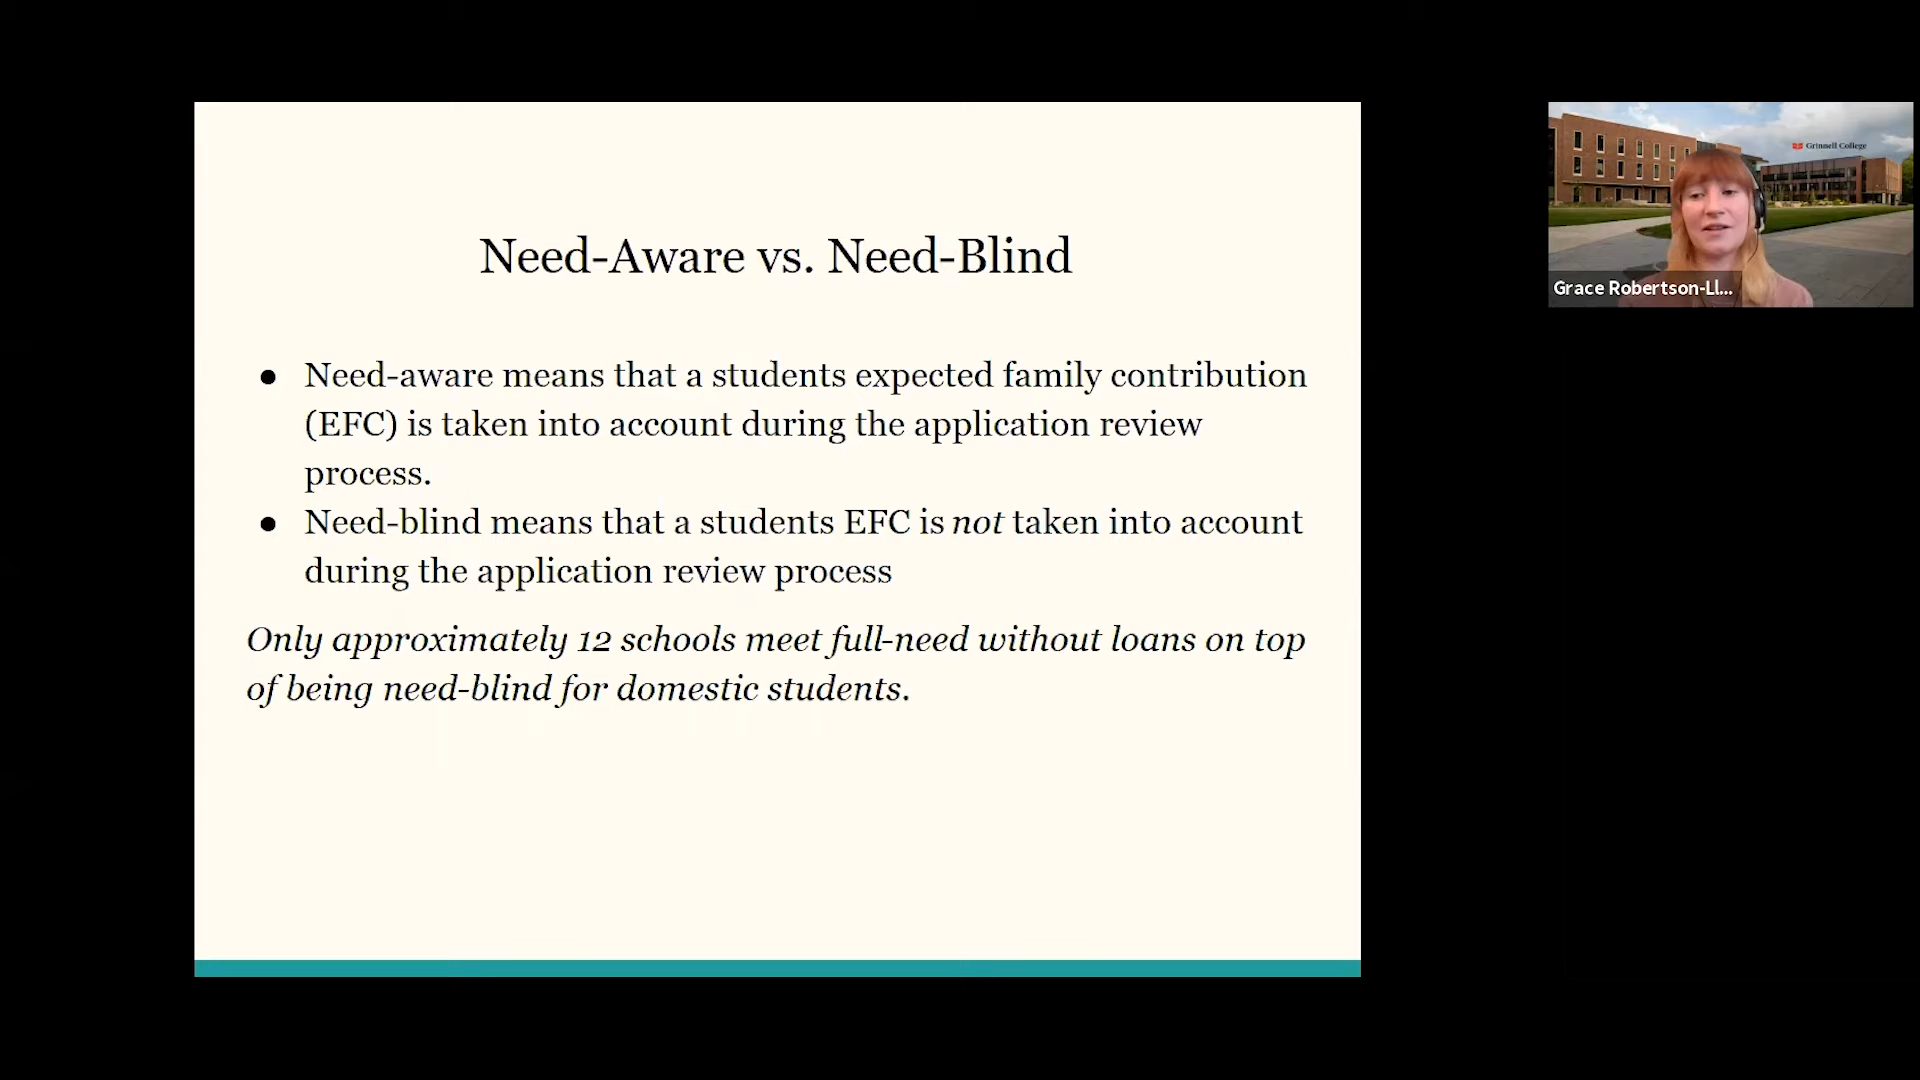 Need-Aware vs. Need-Blind
● Need-aware means that a students expected family contribution
(EFC) is taken into account during the application review
process.
● Need-blind means that a students EFC is not taken into account
during the application review process
Only approximately 12 schools meet full-need without loans on top
of being need-blind for domestic students.
Grinnell College
Grace Robertson-Ll...